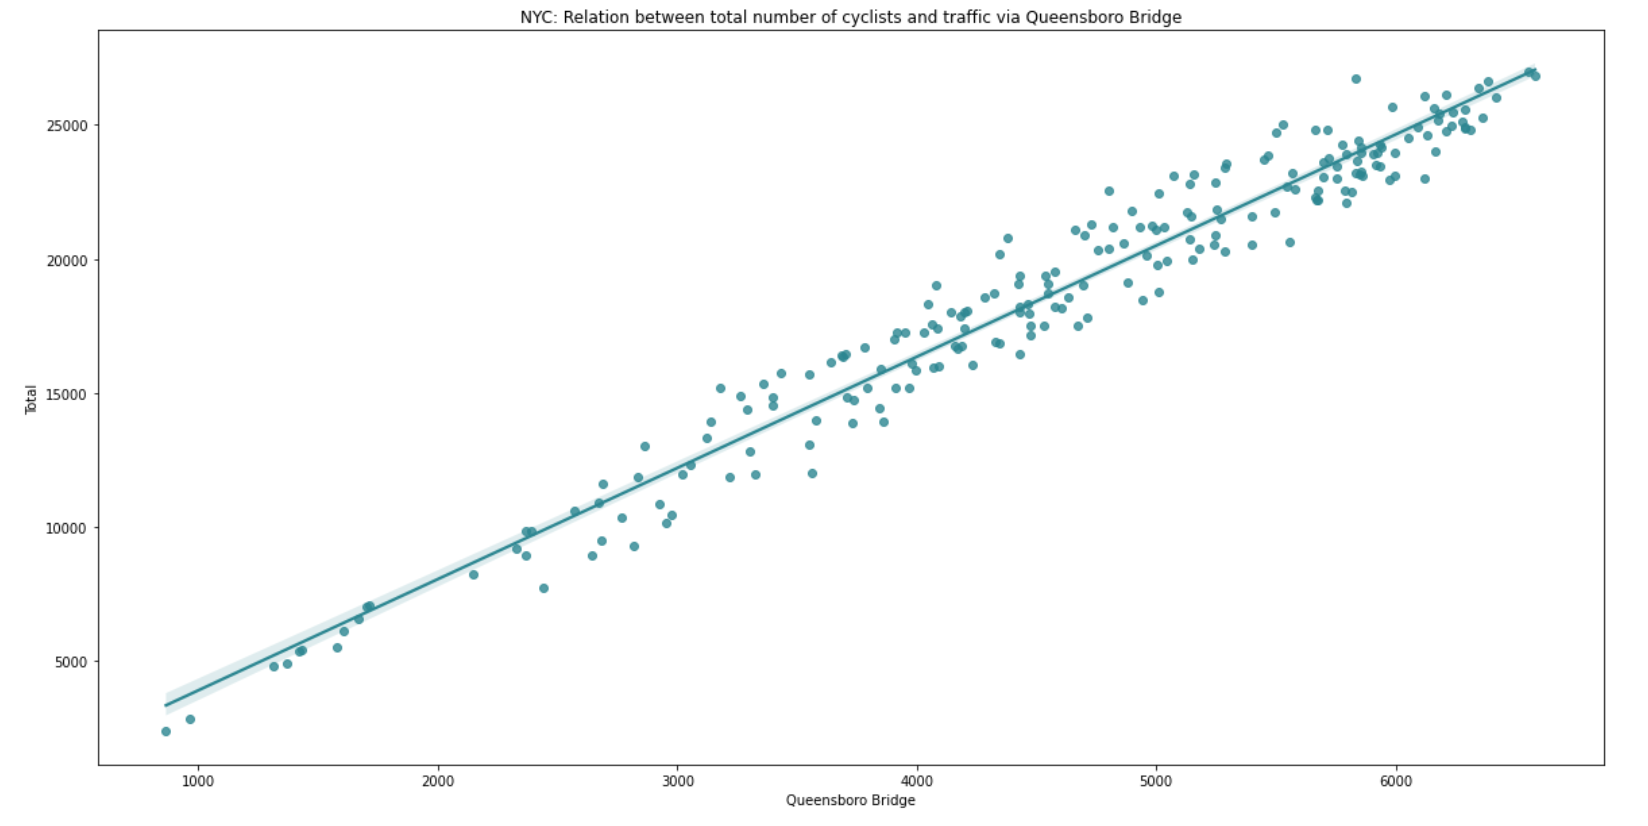 NYC: Relation between total number of cyclists and traffic via Queensboro Bridge
25000
20000
15000
10000
5000
Total
1000 2000 3000 4000 5000 6000
Queensboro Bridge